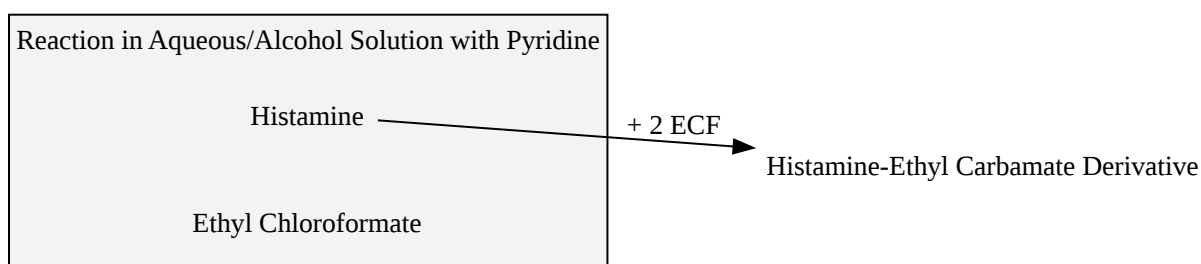 Reaction in Aqueous/Alcohol Solution with Pyridine
Histamine
+ 2 ECF
Histamine-Ethyl Carbamate Derivative
Ethyl Chloroformate